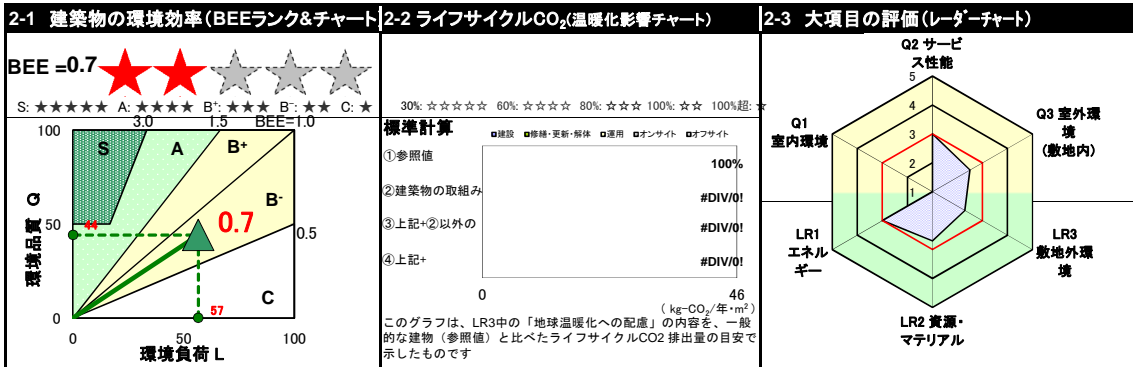 2-1 建築物の環境効率(BEEランク&チャート
BEE =0.7
S: ★★★★★ A: ★★★★ B⁺: ★★★ B⁻: ★★ C: ★
3.0 1.5 BEE=1.0
100
S
A
B⁺
B⁻
0.7
50
44
0.5
C
57
0
0 50 100
環境品質 Q
環境負荷 L
2-2 ライフサイクルCO₂(温暖化影響チャート)
30%: ☆☆☆☆☆ 60%: ☆☆☆☆ 80%: ☆☆☆ 100%: ☆☆ 100%超: ☆
標準計算
建設 修繕・更新・解体 運用 オンサイト オフサイト
①参照値
100%
②建築物の取組み
#DIV/0!
③上記+②以外の
#DIV/0!
④上記+
#DIV/0!
0 46
( kg-CO₂/年・m²)
このグラフは、LR3中の「地球温暖化への配慮」の内容を、一般
的な建物(参照値)と比べたライフサイクルCO2 排出量の目安で
示したものです
2-3 大項目の評価(レーダーチャート)
Q2 サービ
ス性能
5
4
3
2
1
Q1
室内環境
Q3 室外環
境
(敷地内)
LR1
エネル
ギー
LR3
敷地外環
境
LR2 資源・
マテリアル